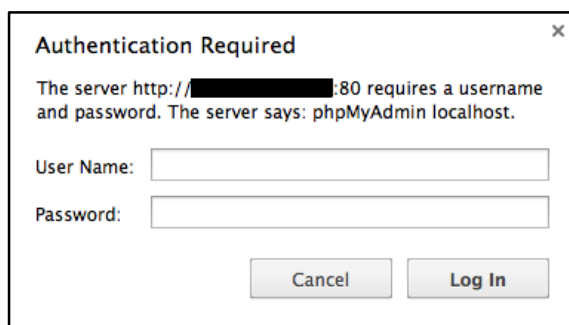 Authentication Required
The server http:// :80 requires a username
and password. The server says: phpMyAdmin localhost.
User Name:
Password:
Cancel Log In